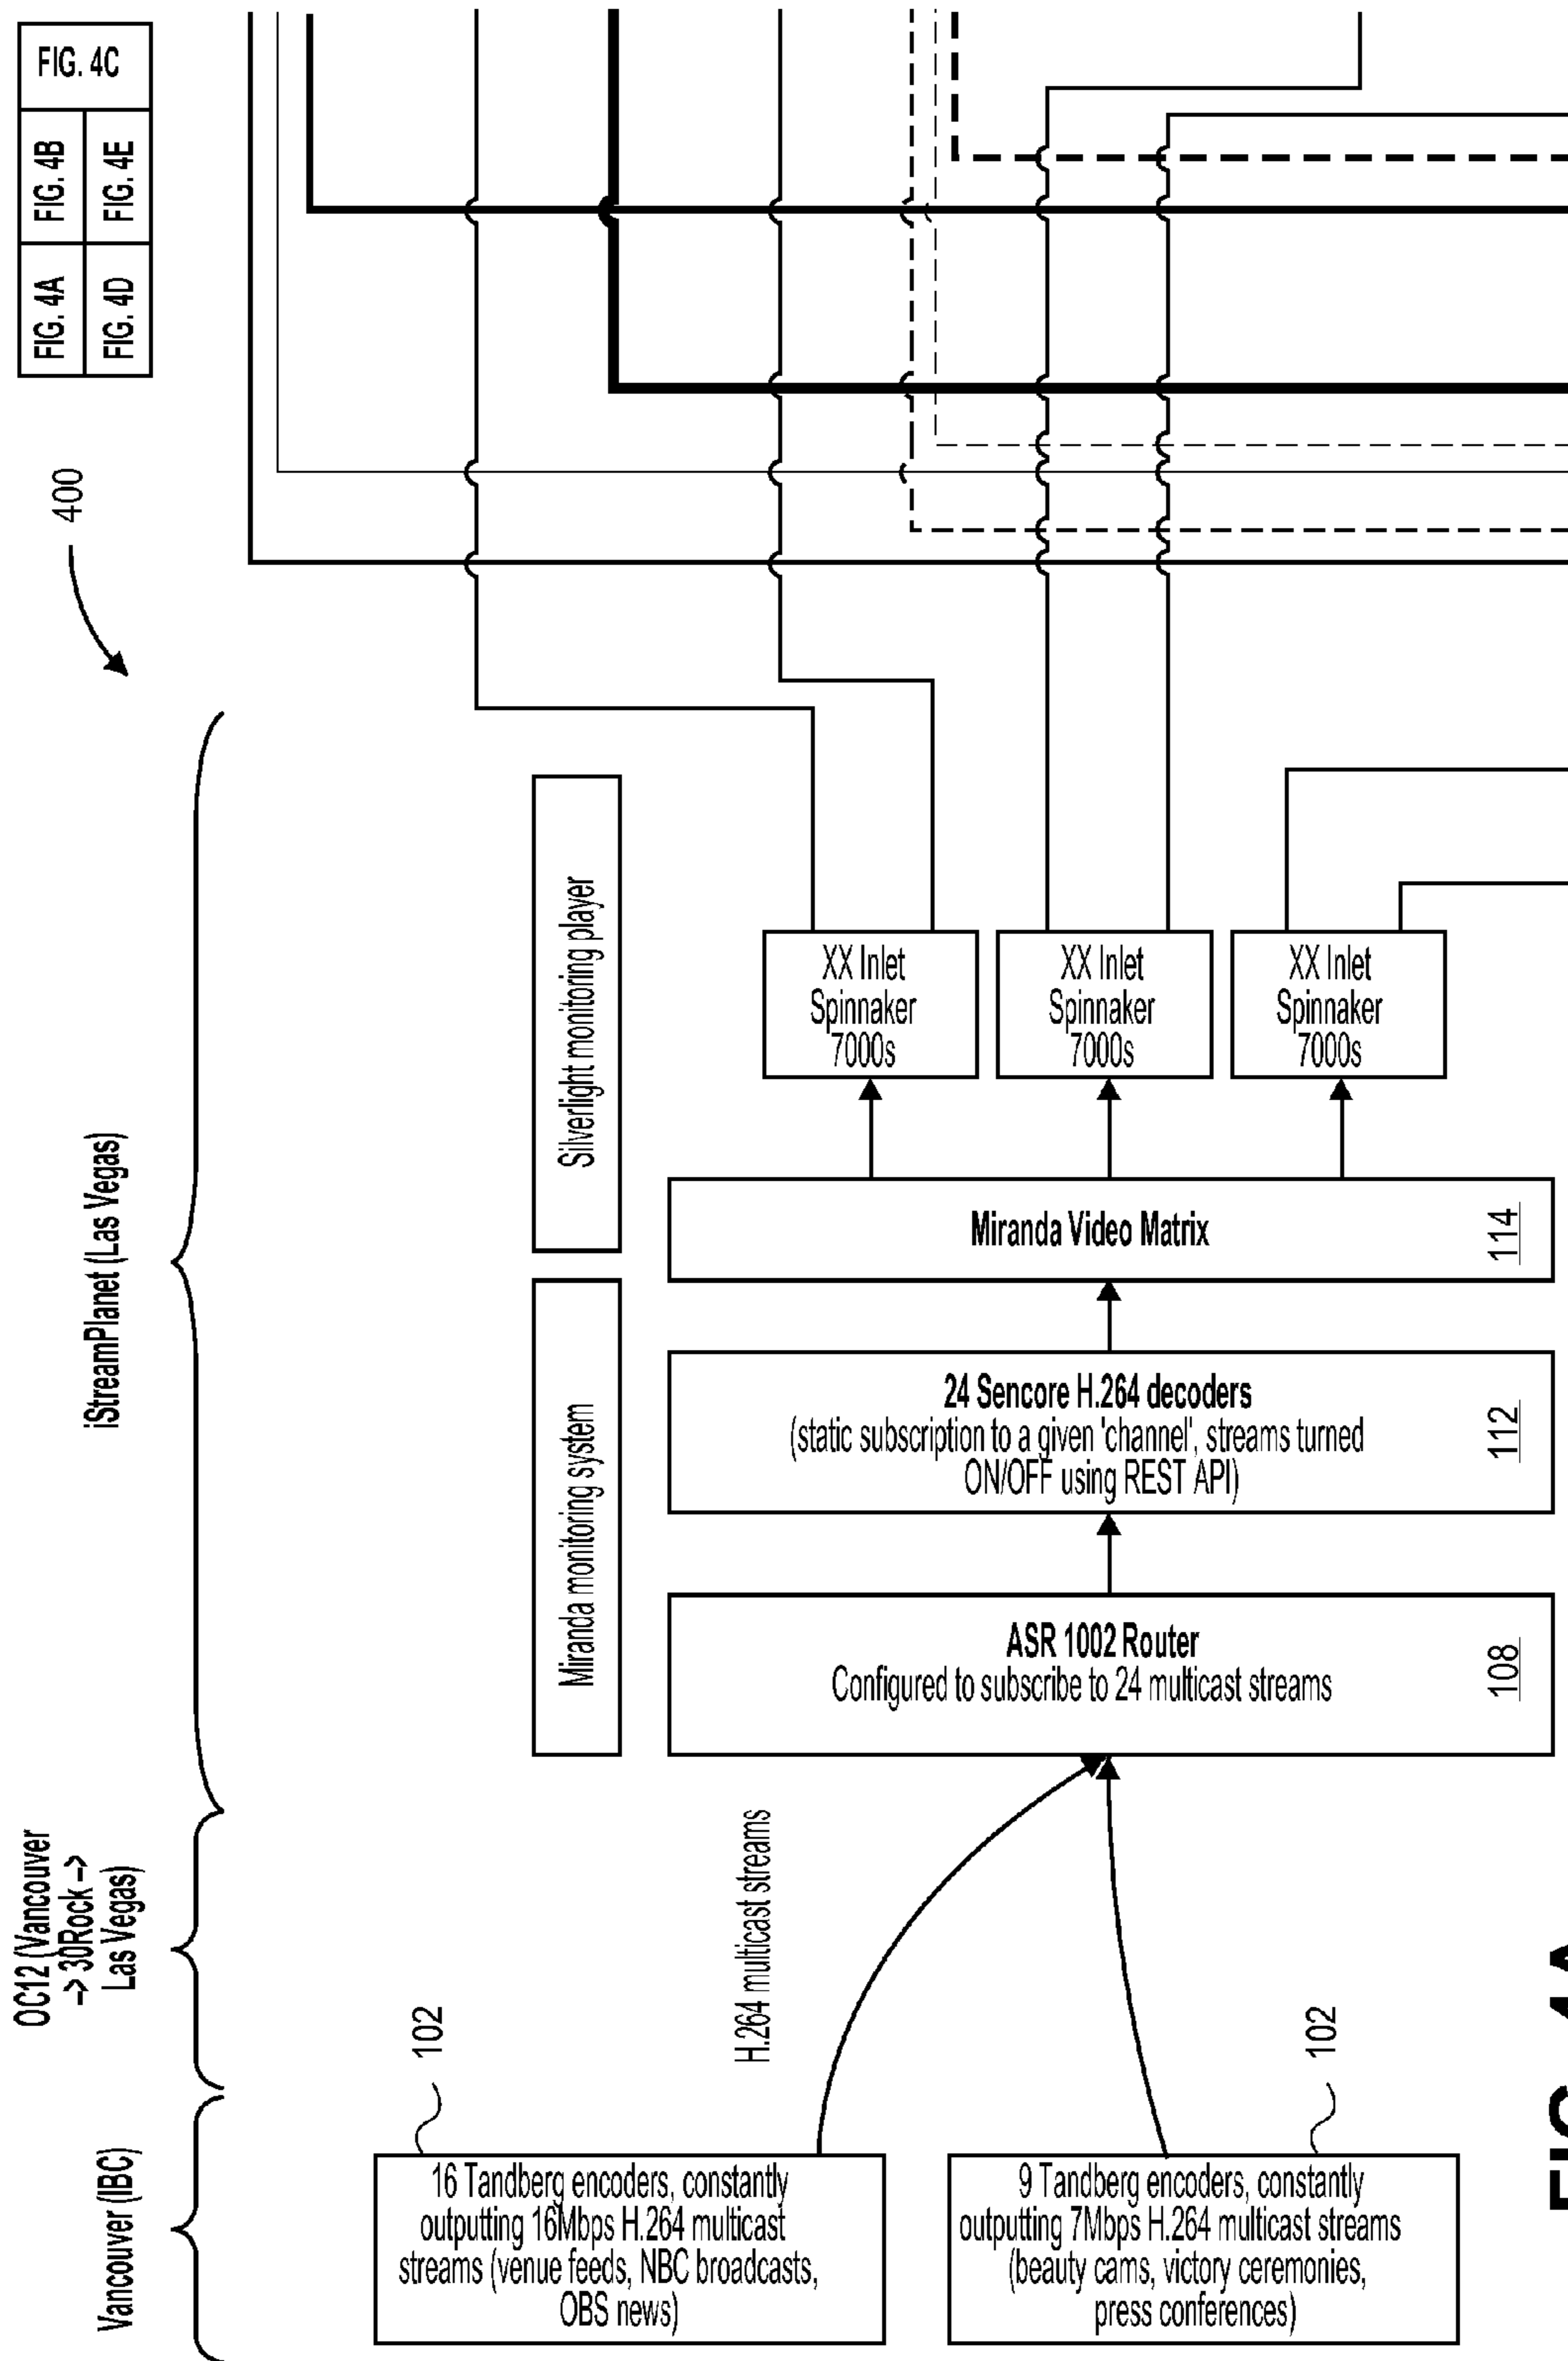 FIG. 4A
FIG. 4B
FIG. 4C
FIG. 4D
FIG. 4E
400
Vancouver (IBC)
OC12 (Vancouver
–> 30Rock –>
Las Vegas)
iStreamPlanet (Las Vegas)
16 Tandberg encoders, constantly
outputting 16Mbps H.264 multicast
streams (venue feeds, NBC broadcasts,
OBS news)
102
H.264 multicast streams
9 Tandberg encoders, constantly
outputting 7Mbps H.264 multicast streams
(beauty cams, victory ceremonies,
press conferences)
102
Miranda monitoring system
Silverlight monitoring player
ASR 1002 Router
Configured to subscribe to 24 multicast streams
108
24 Sencore H.264 decoders
(static subscription to a given 'channel', streams turned
ON/OFF using REST API)
112
Miranda Video Matrix
114
XX Inlet
Spinnaker
7000s
XX Inlet
Spinnaker
7000s
XX Inlet
Spinnaker
7000s
FIG. 4A